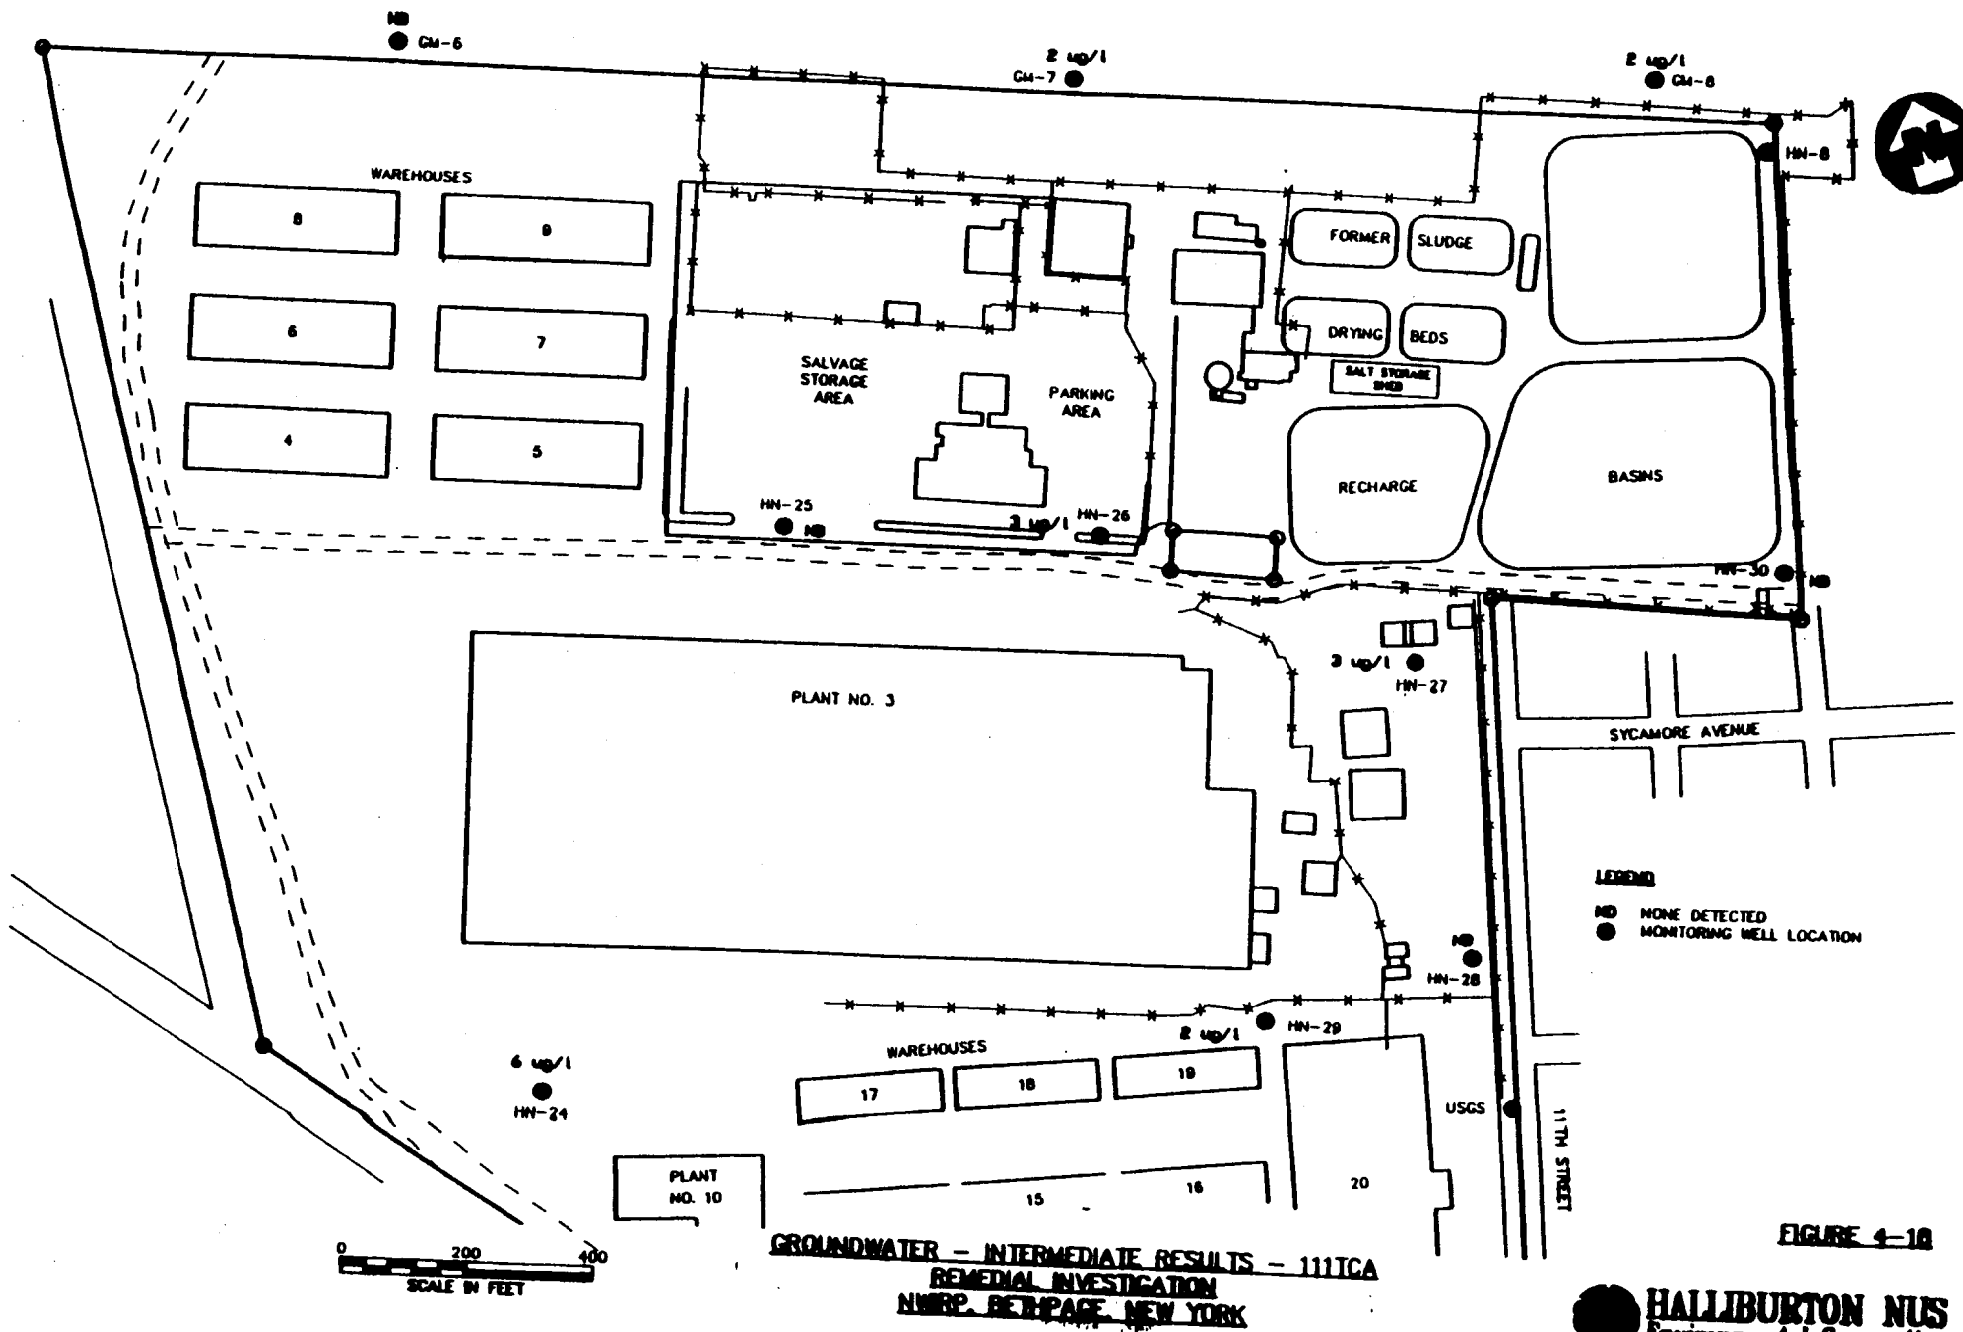 ND
GM-6
2 ug/l
GM-7
2 ug/l
GM-8
HN-8
WAREHOUSES
8
9
FORMER
SLUDGE
6
7
DRYING
BEDS
SALVAGE
STORAGE
AREA
SALT STORAGE
SHED
PARKING
AREA
4
5
RECHARGE
BASINS
HN-25
ND
3 ug/l
HN-26
HN-30
ND
3 ug/l
HN-27
PLANT NO. 3
SYCAMORE AVENUE
LEGEND
ND NONE DETECTED
MONITORING WELL LOCATION
ND
HN-28
2 ug/l
HN-29
WAREHOUSES
6 ug/l
HN-24
17
18
19
USGS
11TH STREET
PLANT
NO. 10
15
16
20
0 200 400
SCALE IN FEET
GROUNDWATER - INTERMEDIATE RESULTS - 111TCA
REMEDIAL INVESTIGATION
NWIRP, BETHPAGE, NEW YORK
FIGURE 4-18
HALLIBURTON NUS